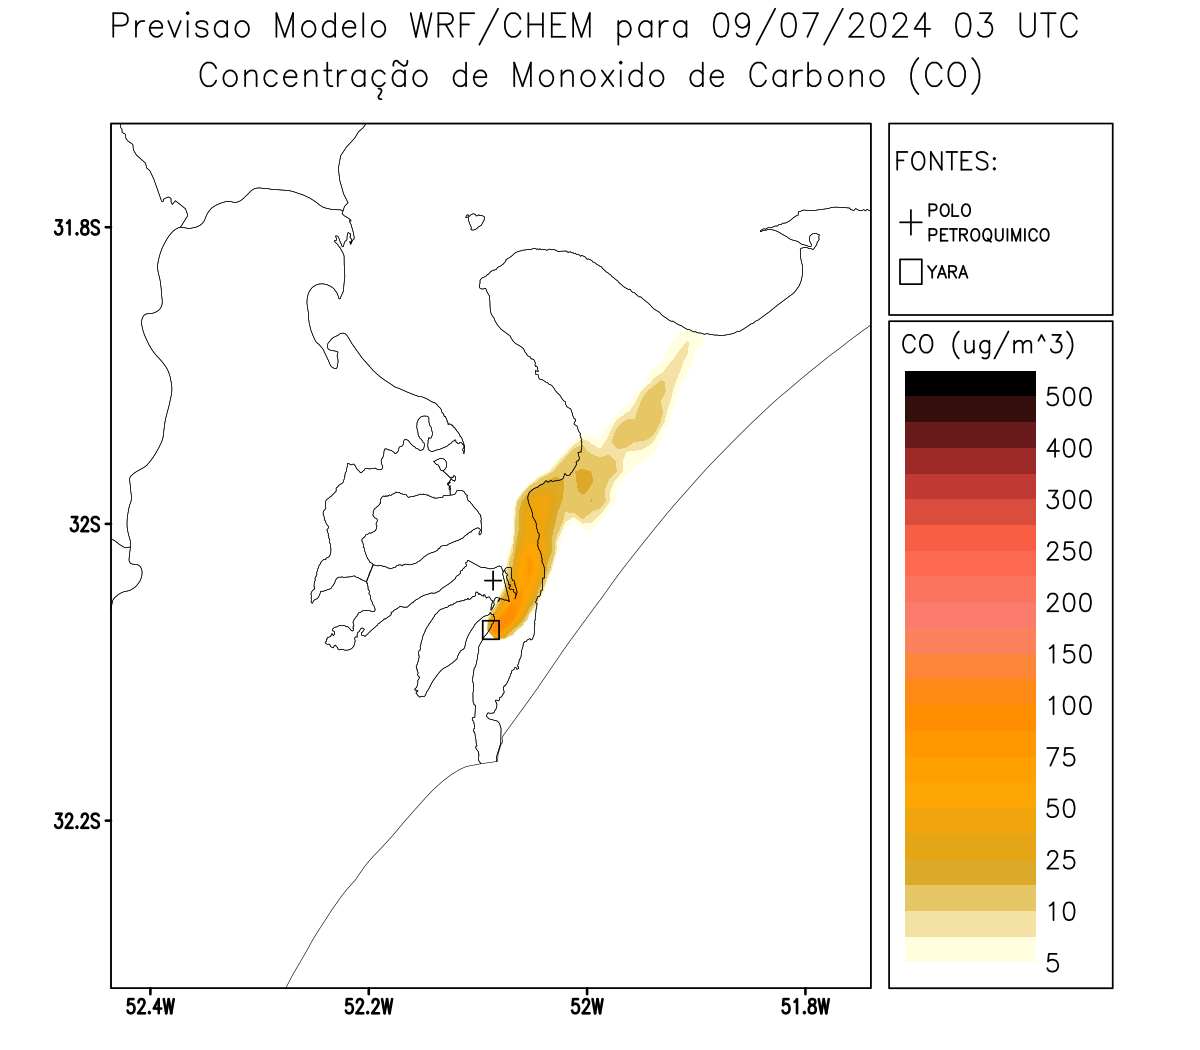 Previsao Modelo WRF/CHEM para 09/07/2024 03 UTC
Concentração de Monoxido de Carbono (CO)
FONTES:
POLO
PETROQUIMICO
YARA
CO (ug/m^3)
500
400
300
250
200
150
100
75
50
25
10
5
31.8S
32S
32.2S
52.4W
52.2W
52W
51.8W